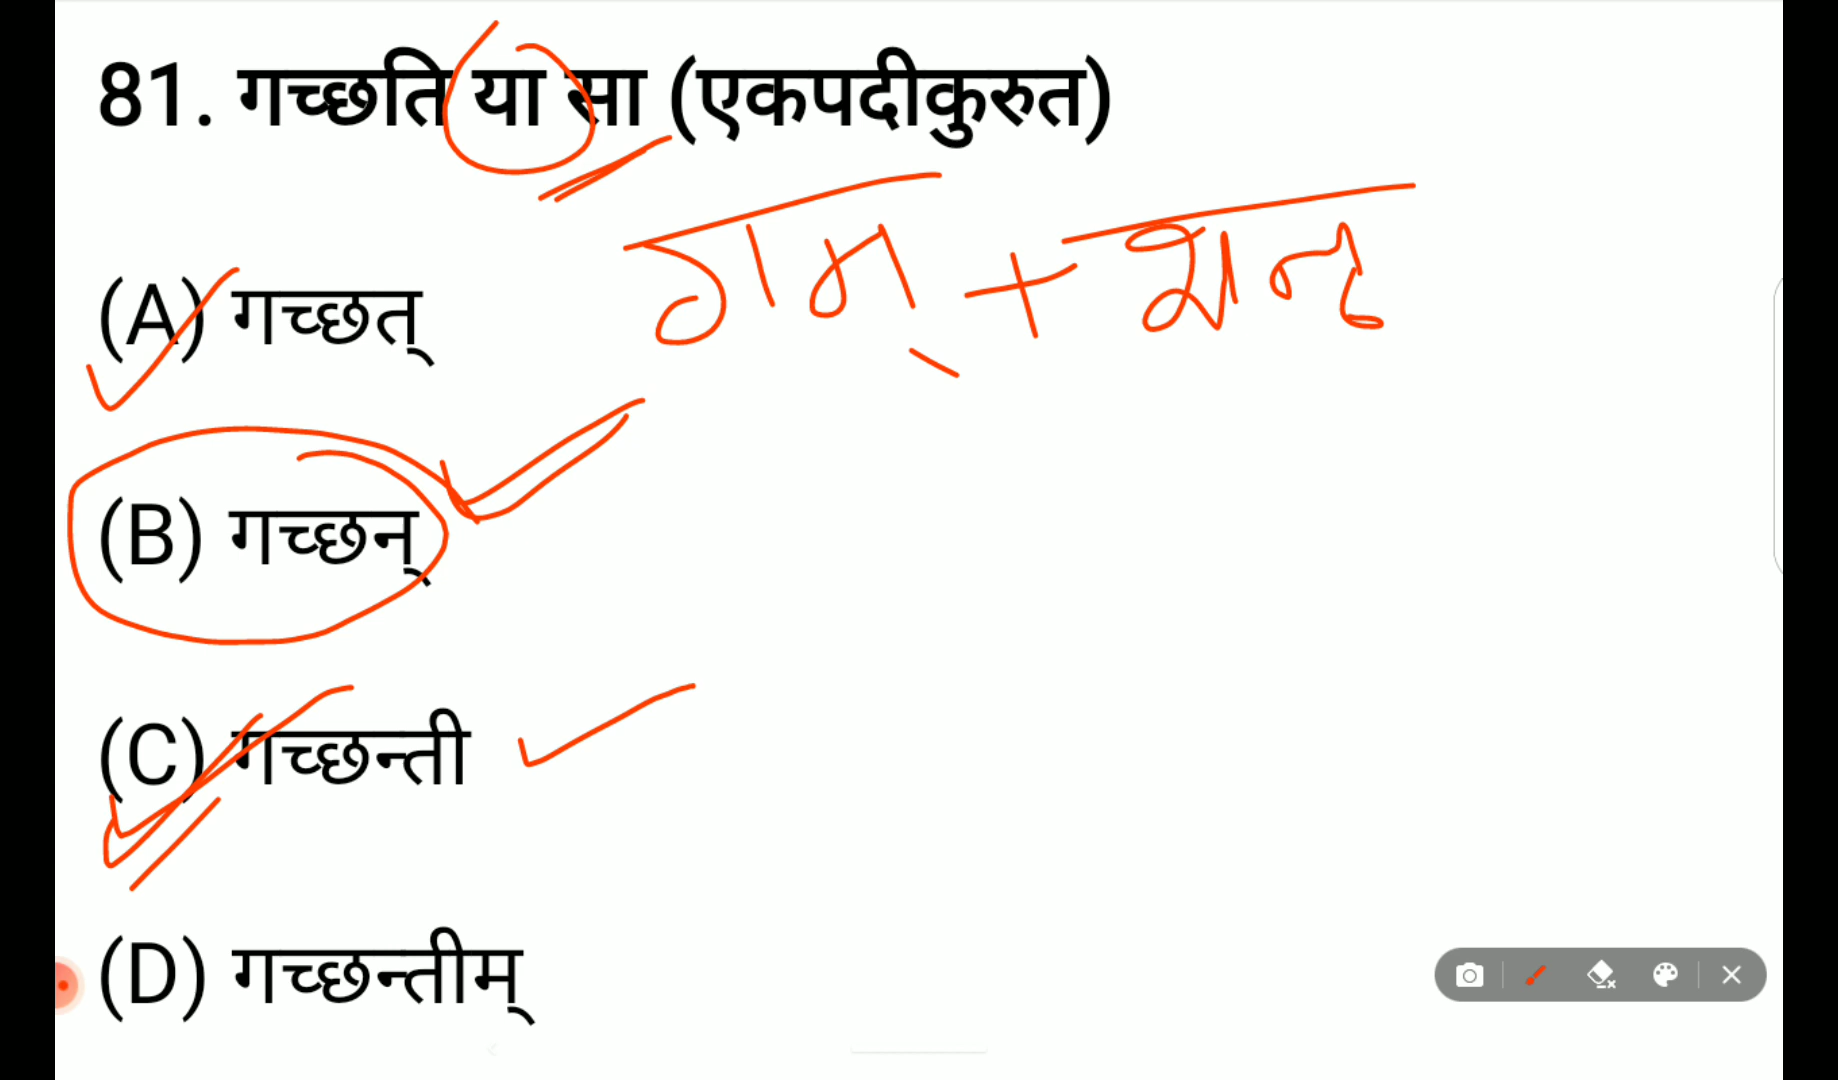 81. गच्छति या सा (एकपदीकुरुत)
गम् + शतृ
(A) गच्छत्
(B) गच्छन्
(C) गच्छन्ती
(D) गच्छन्तीम्